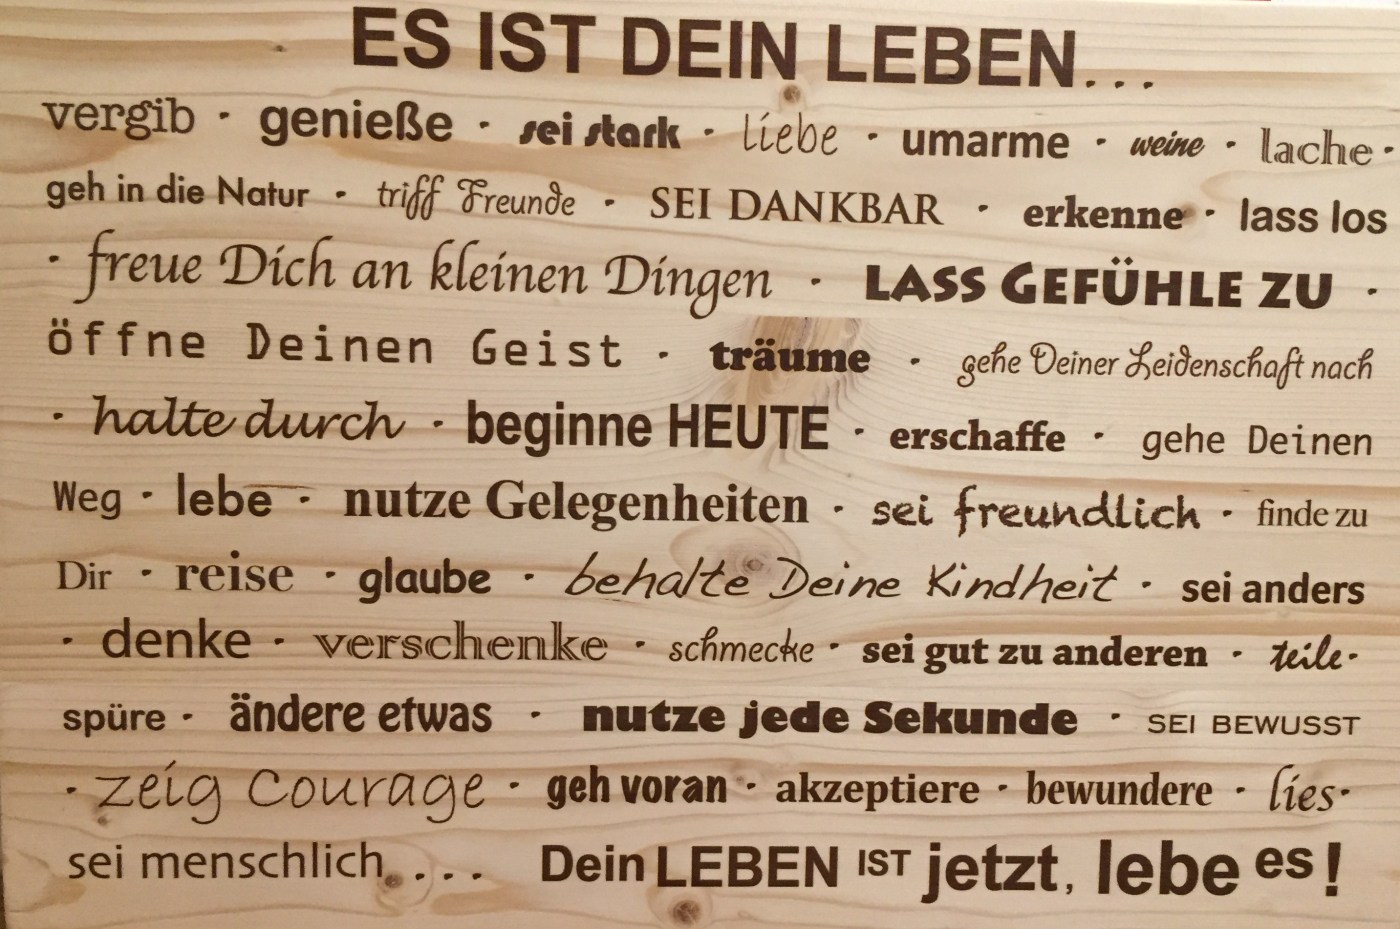 ES IST DEIN LEBEN...
vergib · genieße · sei stark · liebe · umarme · weine · lache ·
geh in die Natur · triff Freunde · SEI DANKBAR · erkenne · lass los
· freue Dich an kleinen Dingen · LASS GEFÜHLE ZU ·
öffne Deinen Geist · träume · gehe Deiner Leidenschaft nach
· halte durch · beginne HEUTE · erschaffe · gehe Deinen
Weg · lebe · nutze Gelegenheiten · sei freundlich · finde zu
Dir · reise · glaube · behalte Deine Kindheit · sei anders
· denke · verschenke · schmecke · sei gut zu anderen · teile ·
spüre · ändere etwas · nutze jede Sekunde · SEI BEWUSST
· zeig Courage · geh voran · akzeptiere · bewundere · lies ·
sei menschlich.... Dein LEBEN IST jetzt, lebe es!